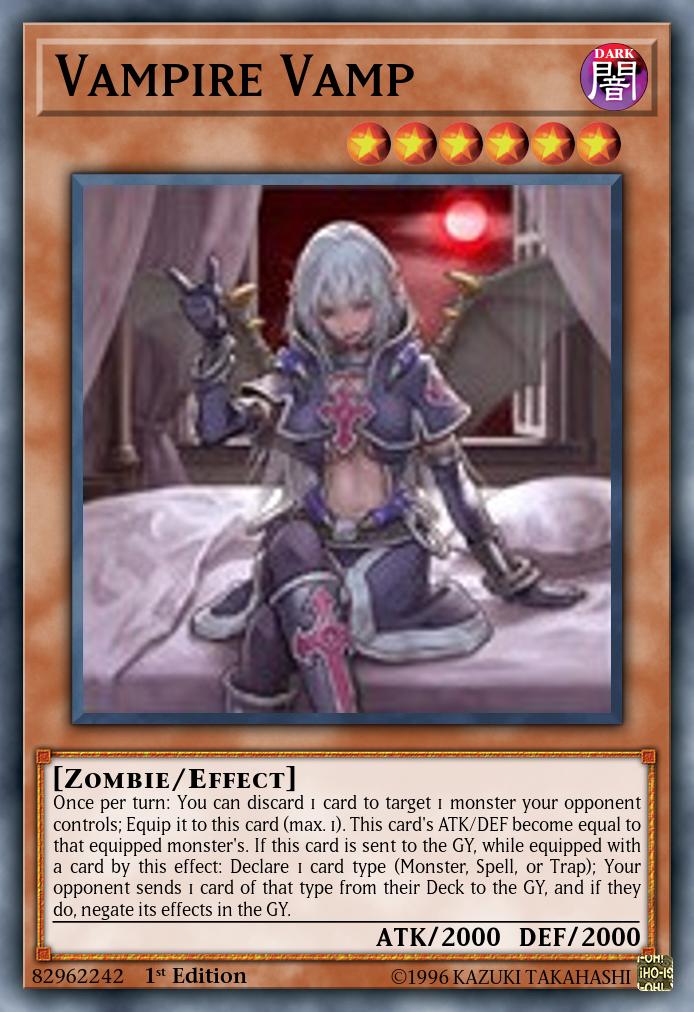 Vampire Vamp
DARK
闇
[Zombie/Effect]
Once per turn: You can discard 1 card to target 1 monster your opponent
controls; Equip it to this card (max. 1). This card's ATK/DEF become equal to
that equipped monster's. If this card is sent to the GY, while equipped with
a card by this effect: Declare 1 card type (Monster, Spell, or Trap); Your
opponent sends 1 card of that type from their Deck to the GY, and if they
do, negate its effects in the GY.
ATK/2000 DEF/2000
82962242 1st Edition ©1996 KAZUKI TAKAHASHI